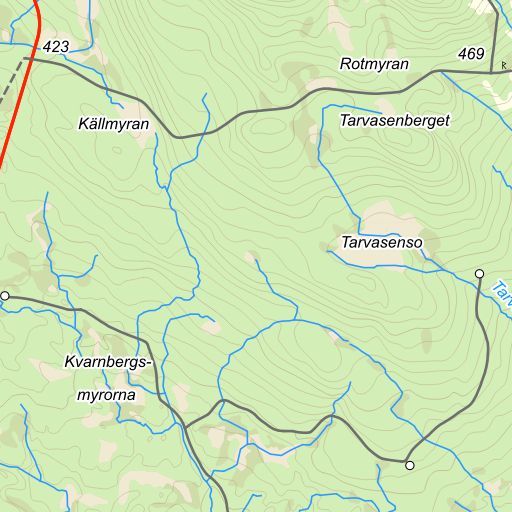 423
469
Rotmyran
Källmyran
Tarvasenberget
Tarvasenso
Kvarnbergs-
myrorna